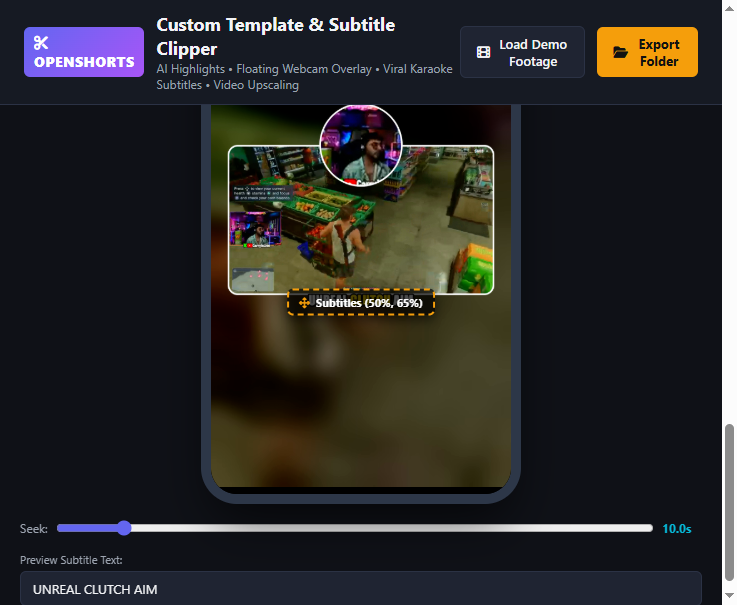 OPENSHORTS
Custom Template & Subtitle
Clipper
AI Highlights • Floating Webcam Overlay • Viral Karaoke
Subtitles • Video Upscaling
Load Demo
Footage
Export
Folder
Subtitles (50%, 65%)
Seek:
10.0s
Preview Subtitle Text:
UNREAL CLUTCH AIM